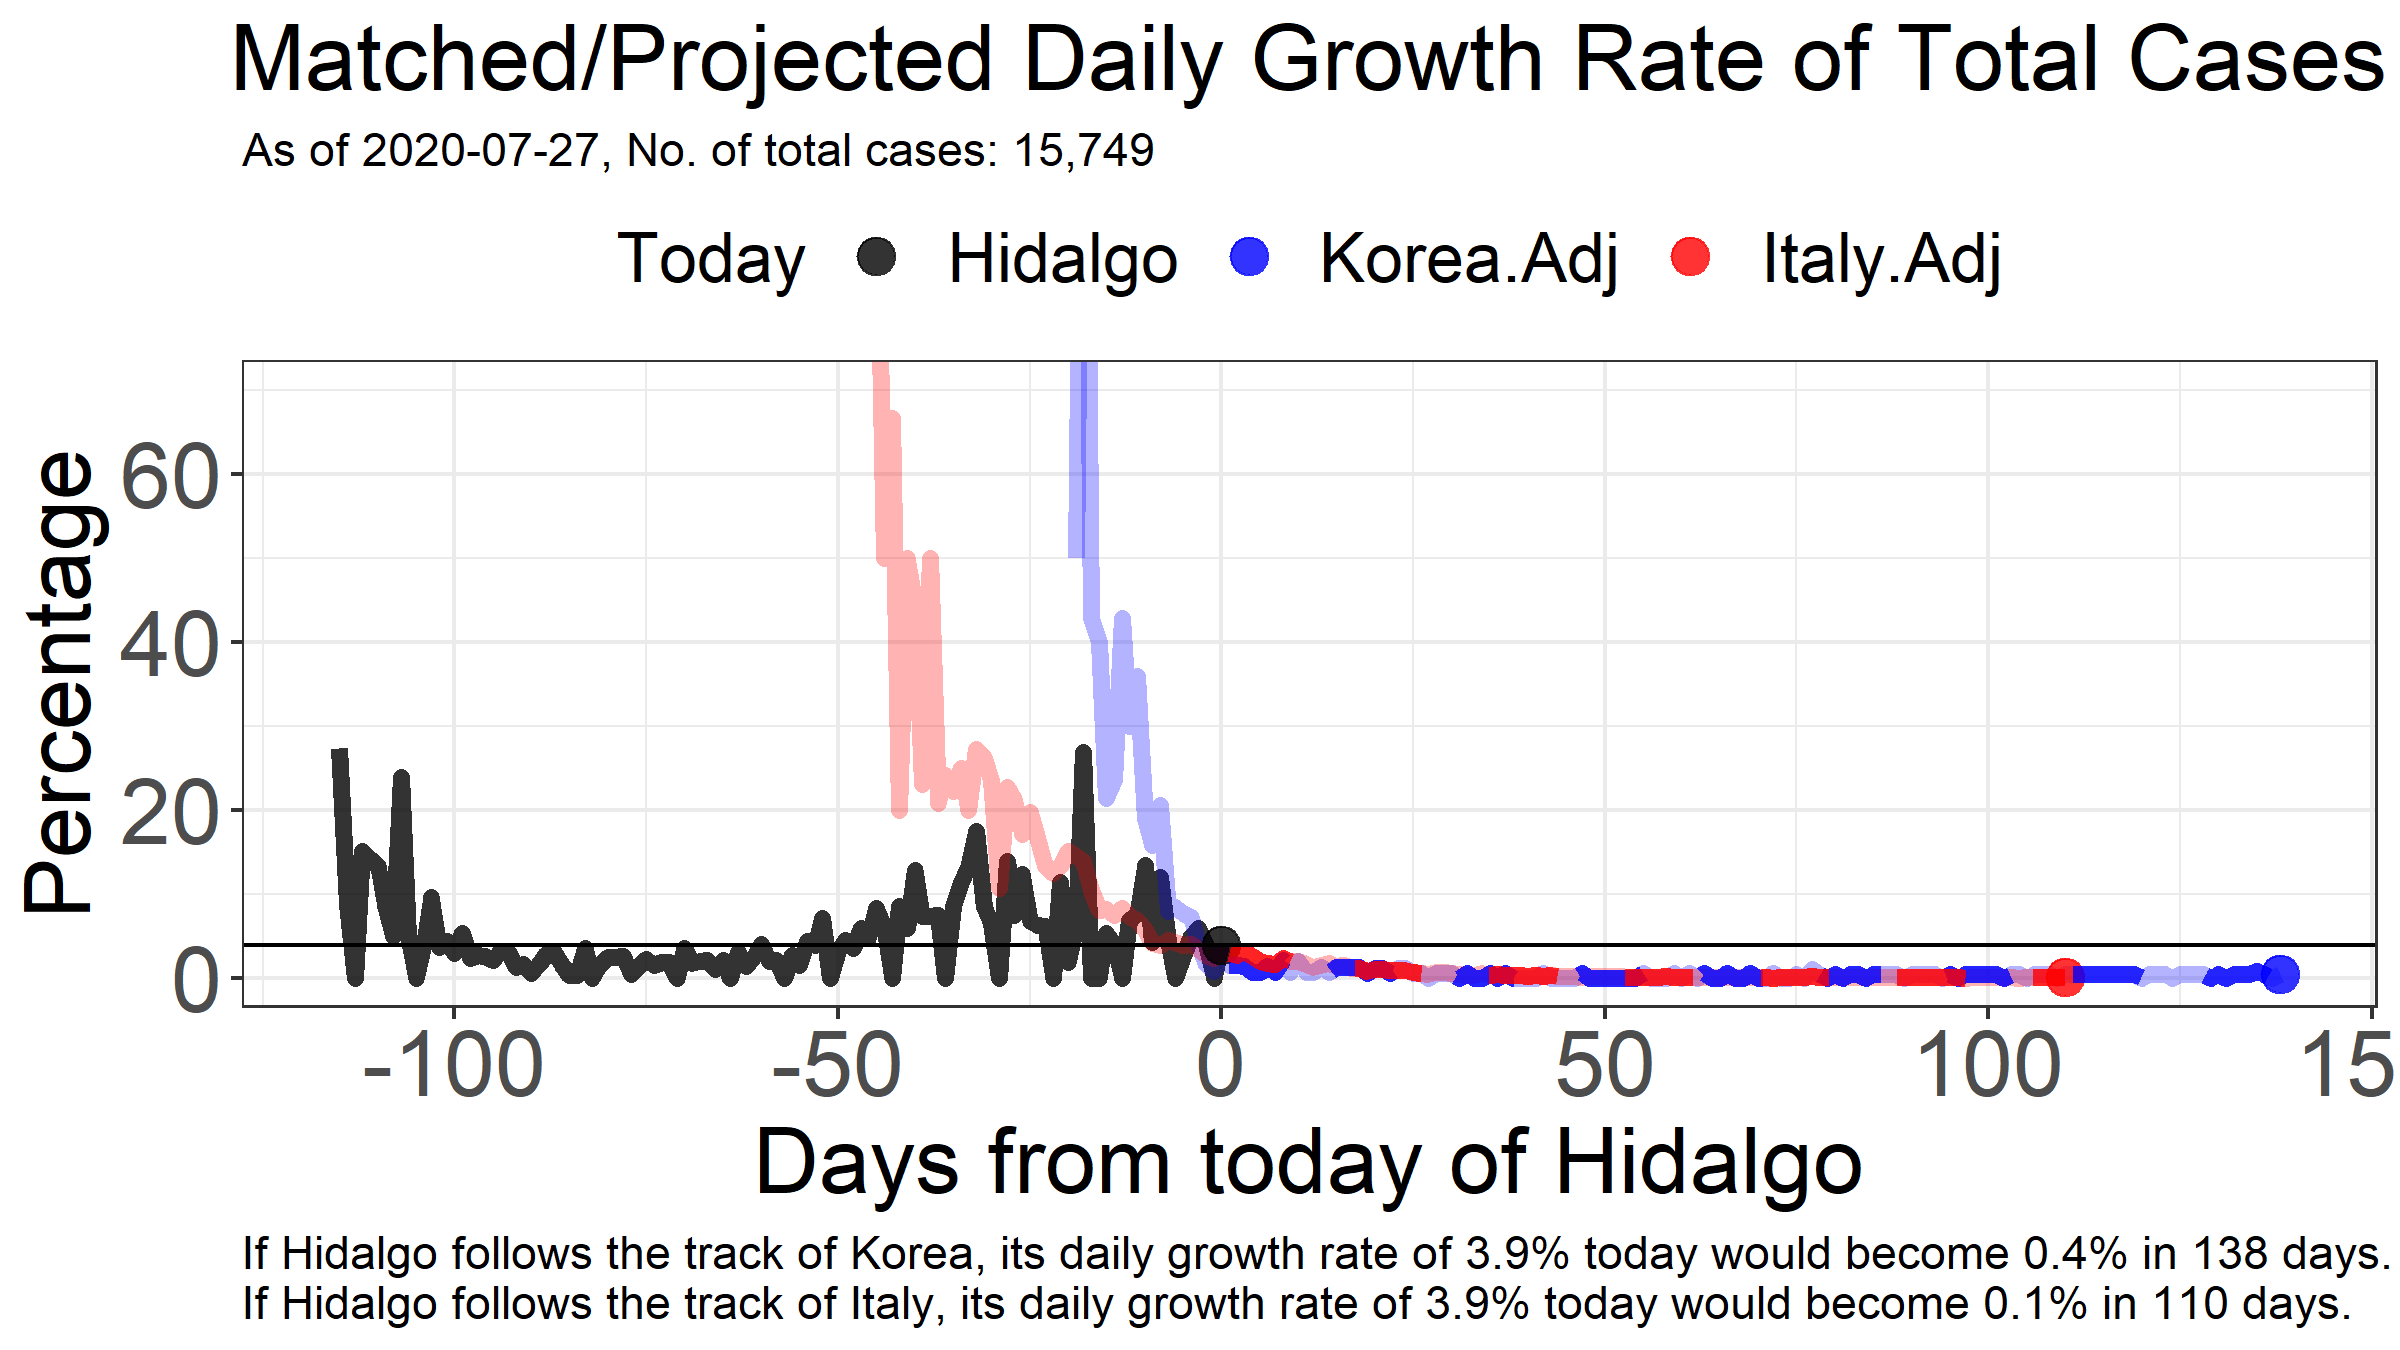 Matched/Projected Daily Growth Rate of Total Cases
As of 2020-07-27, No. of total cases: 15,749
Today Hidalgo Korea.Adj Italy.Adj
Percentage
60
40
20
0
-100 -50 0 50 100 15
Days from today of Hidalgo
If Hidalgo follows the track of Korea, its daily growth rate of 3.9% today would become 0.4% in 138 days.
If Hidalgo follows the track of Italy, its daily growth rate of 3.9% today would become 0.1% in 110 days.